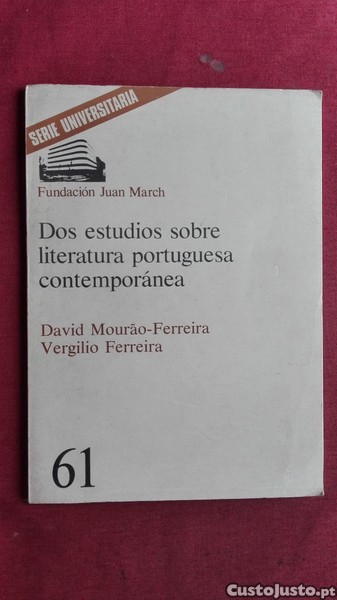 SERIE UNIVERSITARIA
Fundación Juan March
Dos estudios sobre
literatura portuguesa
contemporánea
David Mourão-Ferreira
Vergilio Ferreira
61
CustoJusto.pt